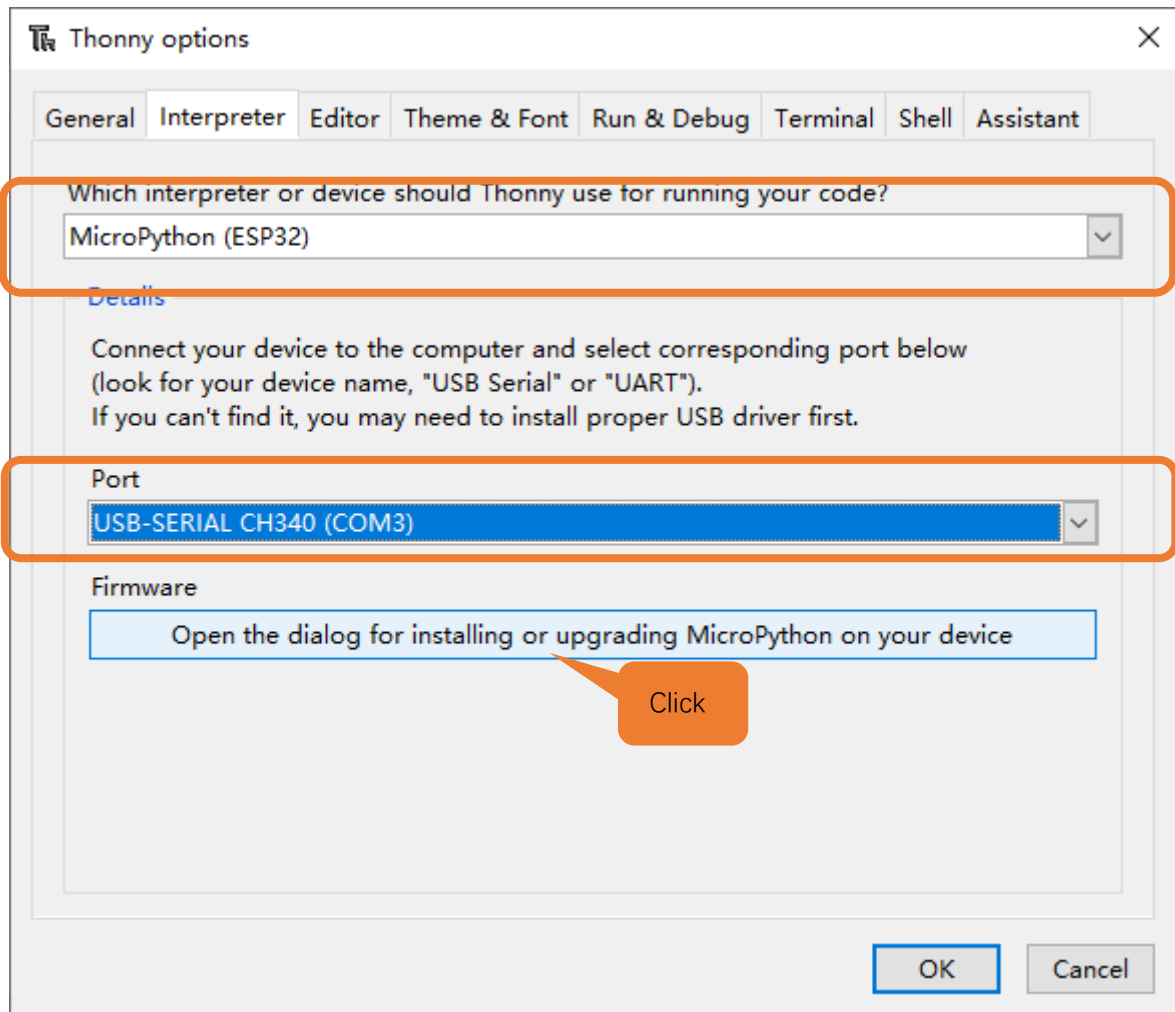 Thonny options
General Interpreter Editor Theme & Font Run & Debug Terminal Shell Assistant
Which interpreter or device should Thonny use for running your code?
MicroPython (ESP32)
Details
Connect your device to the computer and select corresponding port below
(look for your device name, "USB Serial" or "UART").
If you can't find it, you may need to install proper USB driver first.
Port
USB-SERIAL CH340 (COM3)
Firmware
Open the dialog for installing or upgrading MicroPython on your device
Click
OK Cancel